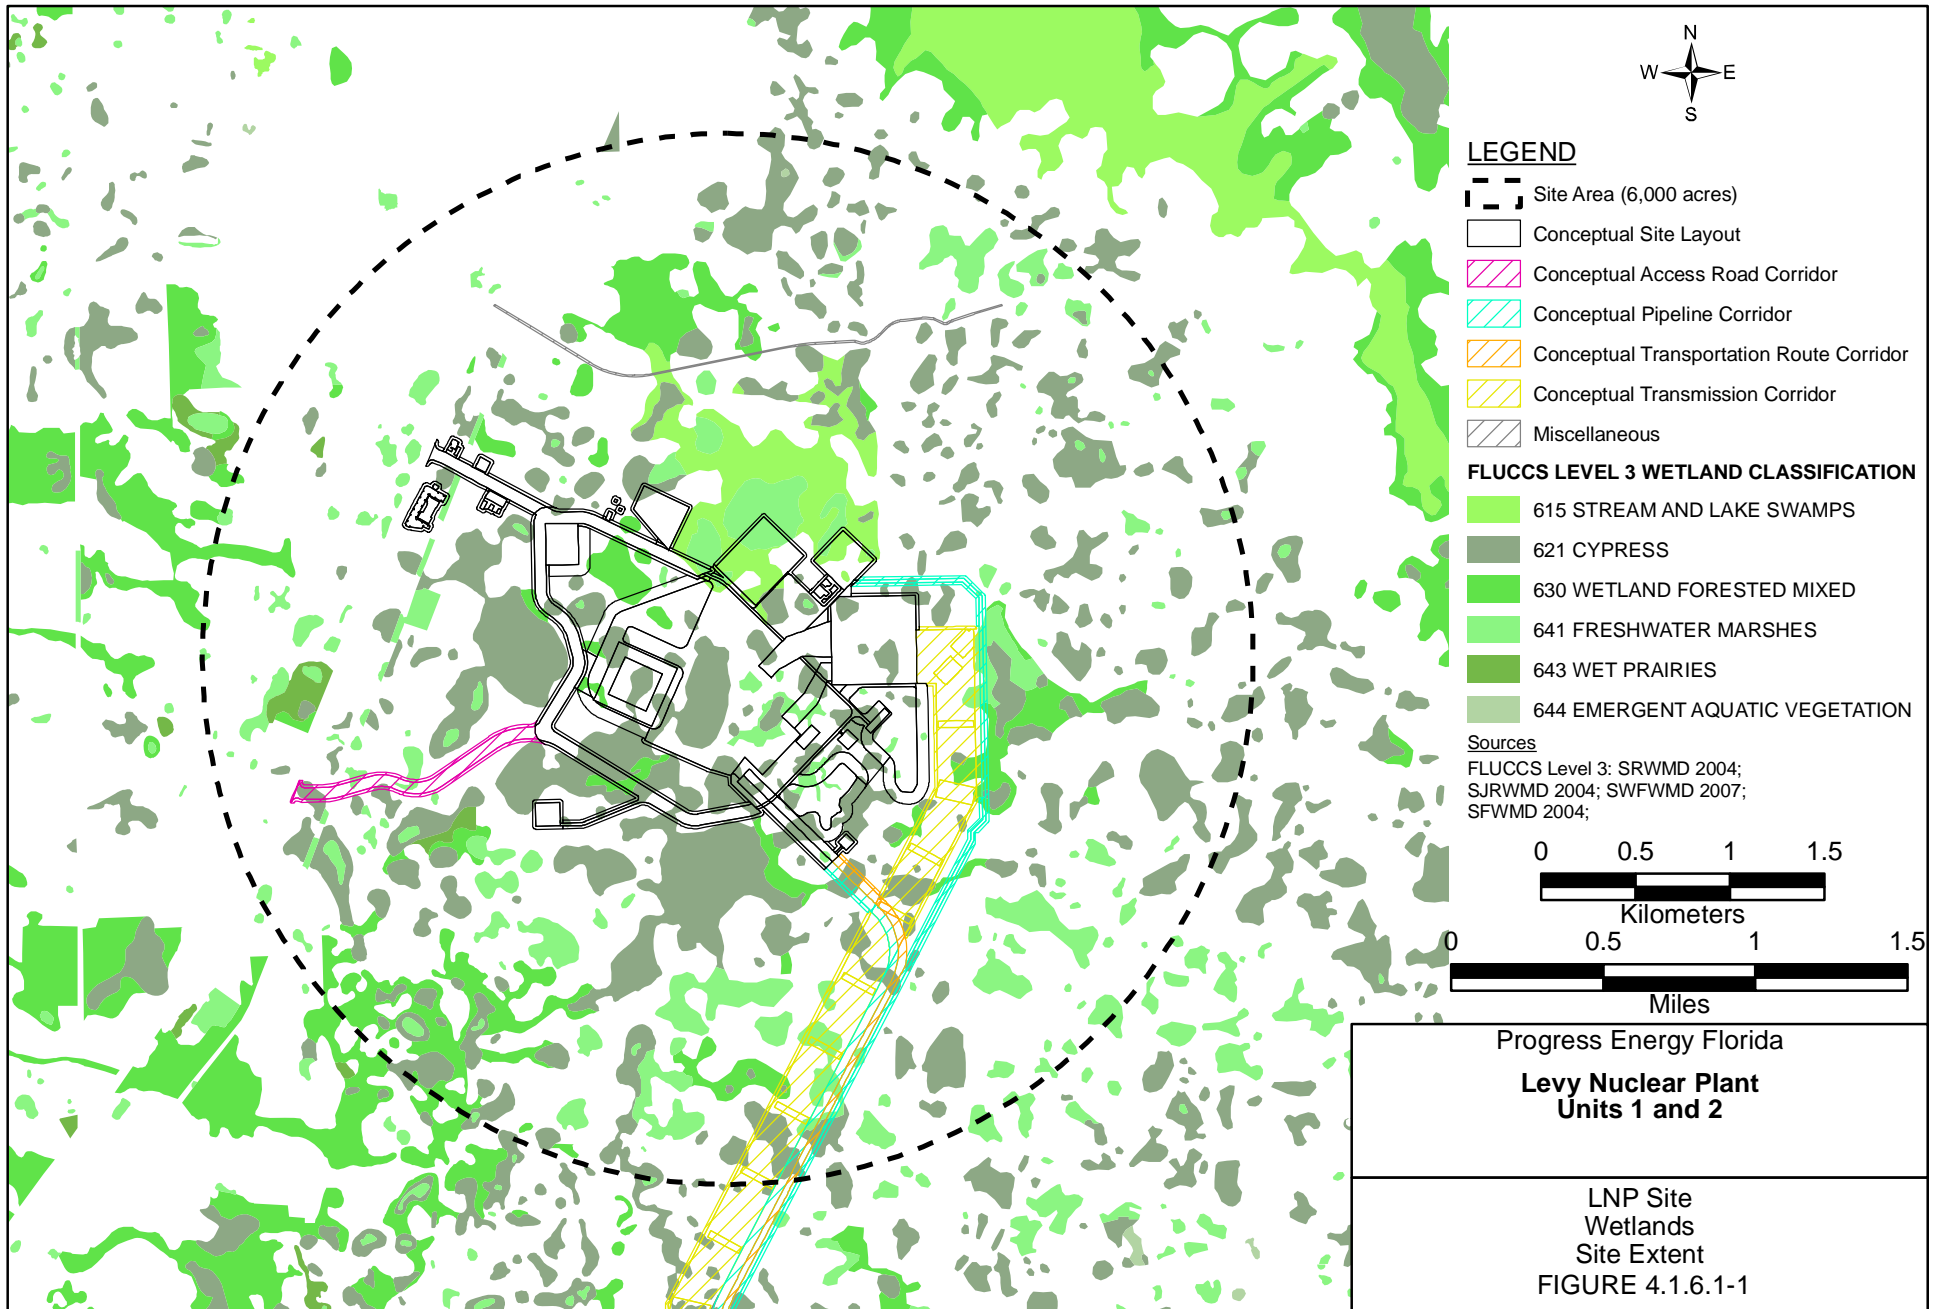 N
W E
S
LEGEND
Site Area (6,000 acres)
Conceptual Site Layout
Conceptual Access Road Corridor
Conceptual Pipeline Corridor
Conceptual Transportation Route Corridor
Conceptual Transmission Corridor
Miscellaneous
FLUCCS LEVEL 3 WETLAND CLASSIFICATION
615 STREAM AND LAKE SWAMPS
621 CYPRESS
630 WETLAND FORESTED MIXED
641 FRESHWATER MARSHES
643 WET PRAIRIES
644 EMERGENT AQUATIC VEGETATION
Sources
FLUCCS Level 3: SRWMD 2004;
SJRWMD 2004; SWFWMD 2007;
SFWMD 2004;
0 0.5 1 1.5
Kilometers
0 0.5 1 1.5
Miles
Progress Energy Florida
Levy Nuclear Plant
Units 1 and 2
LNP Site
Wetlands
Site Extent
FIGURE 4.1.6.1-1